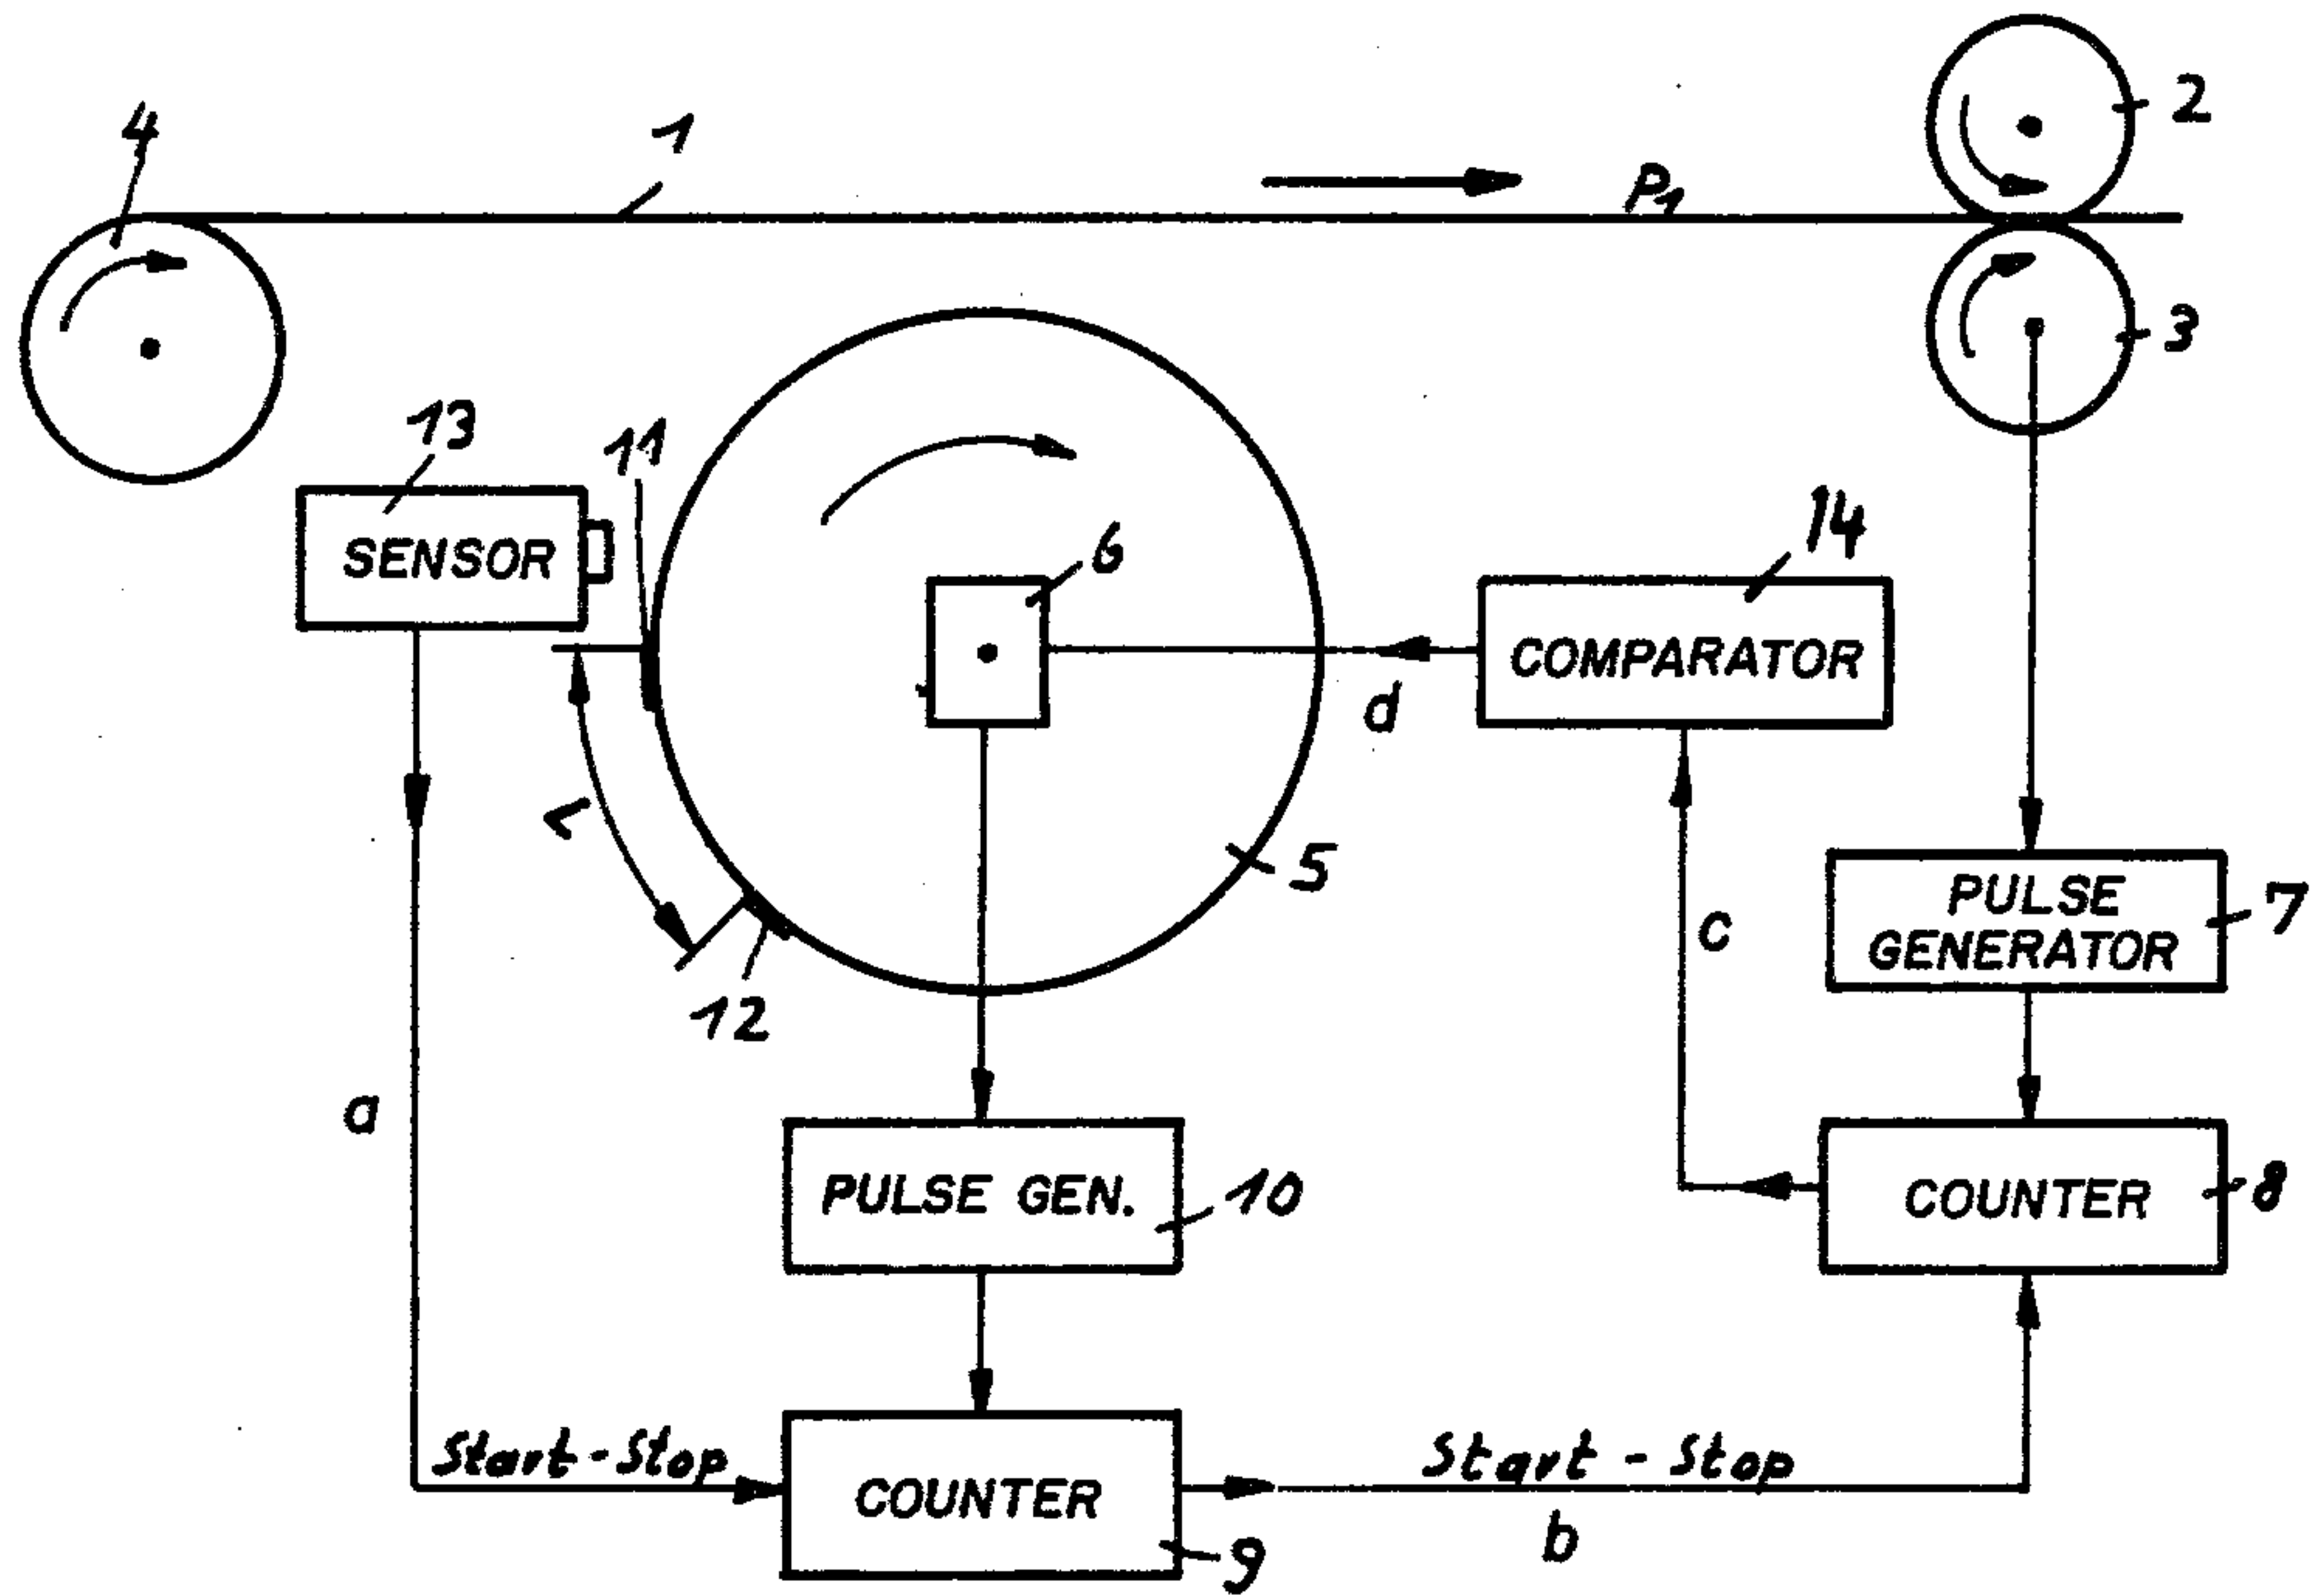 2
4
1
P1
3
13
11
SENSOR
6
14
COMPARATOR
d
L
5
PULSE
GENERATOR
7
c
12
a
PULSE GEN.
10
COUNTER
8
Start-Stop
Start - Stop
COUNTER
b
9